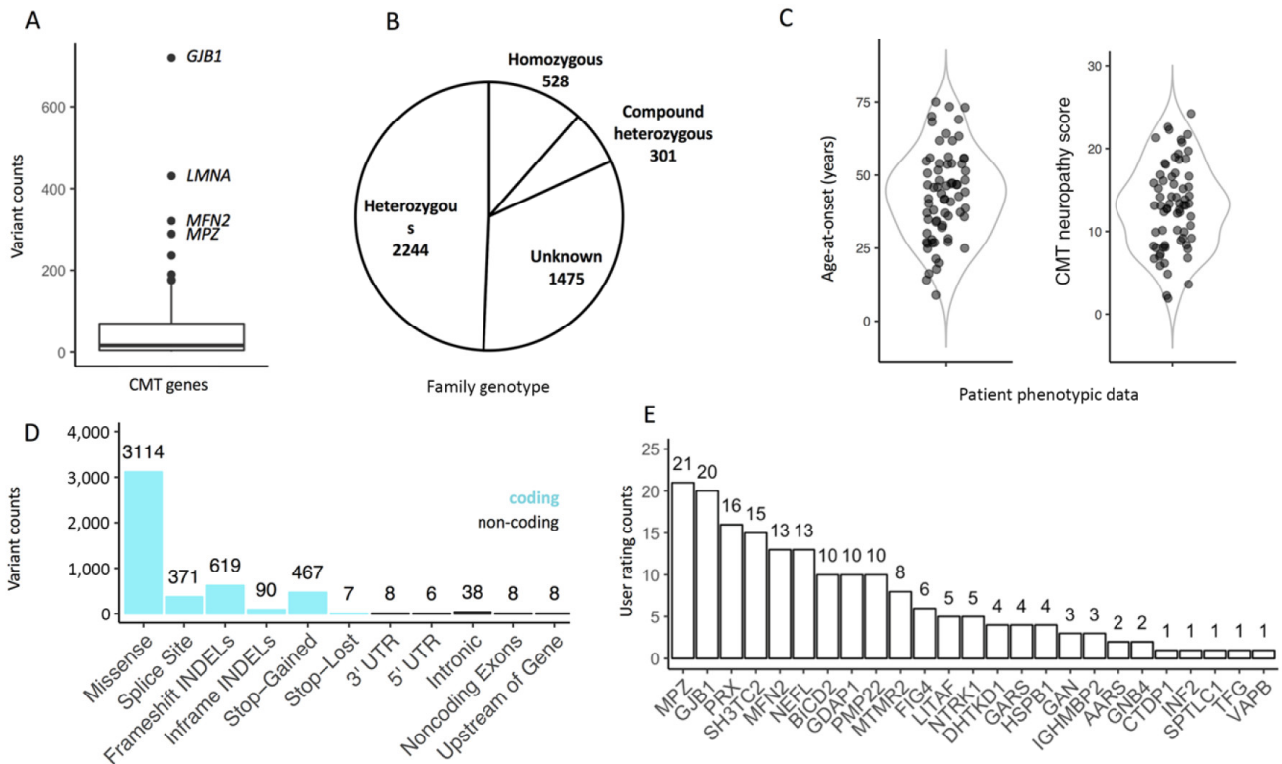 A
Variant counts
600
400
200
0
GJB1
LMNA
MFN2
MPZ
CMT genes
B
Homozygous
528
Compound
heterozygous
301
Heterozygou
s
2244
Unknown
1475
Family genotype
C
Age-at-onset (years)
75
50
25
0
CMT neuropathy score
30
20
10
0
Patient phenotypic data
D
Variant counts
4,000
3,000
2,000
1,000
0
3114
371
619
90
467
7
8
6
38
8
8
coding
non-coding
Missense
Splice Site
Frameshift INDELs
Inframe INDELs
Stop-Gained
Stop-Lost
3' UTR
5' UTR
Intronic
Noncoding Exons
Upstream of Gene
E
User rating counts
25
20
15
10
5
0
21
20
16
15
13
13
10
10
10
8
6
5
5
4
4
4
3
3
2
2
1
1
1
1
1
MPZ
GJB1
PRX
SH3TC2
MFN2
NEFL
BiCD2
GDAP1
PMP22
MTMR2
FIG4
LITAF
NTRK1
DHTKD1
GARS
HSPB1
GAN
IGHMBP2
AARS
GNB4
CTDP1
INF2
SPTLC1
TFG
VAPB